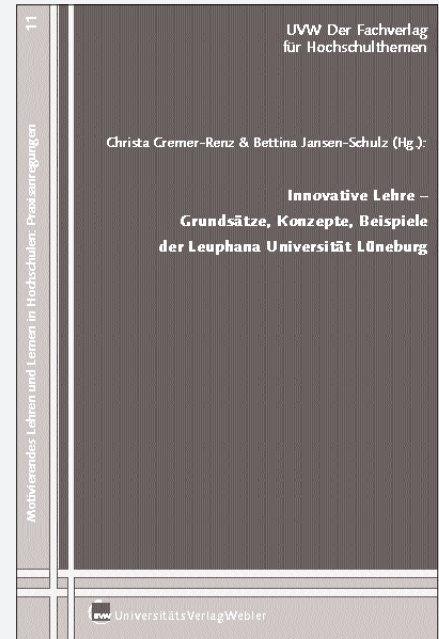 11
Motivierendes Lehren und Lernen in Hochschulen: Praxisanregungen
UVW Der Fachverlag
für Hochschulthemen
Christa Cremer-Renz & Bettina Jansen-Schulz (Hg.):
Innovative Lehre –
Grundsätze, Konzepte, Beispiele
der Leuphana Universität Lüneburg
UVW UniversitätsVerlagWebler